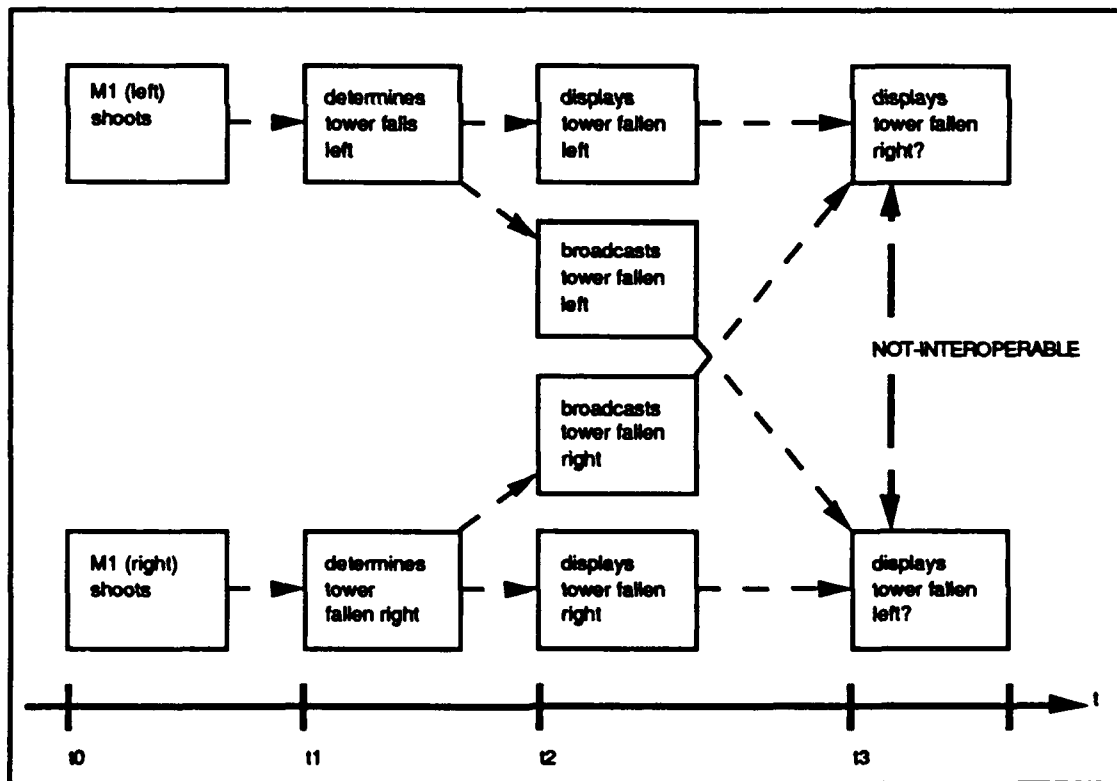 M1 (left)
shoots
determines
tower falls
left
displays
tower fallen
left
displays
tower fallen
right?
broadcasts
tower fallen
left
NOT-INTEROPERABLE
broadcasts
tower fallen
right
M1 (right)
shoots
determines
tower
fallen right
displays
tower fallen
right
displays
tower fallen
left?
t
t0
t1
t2
t3